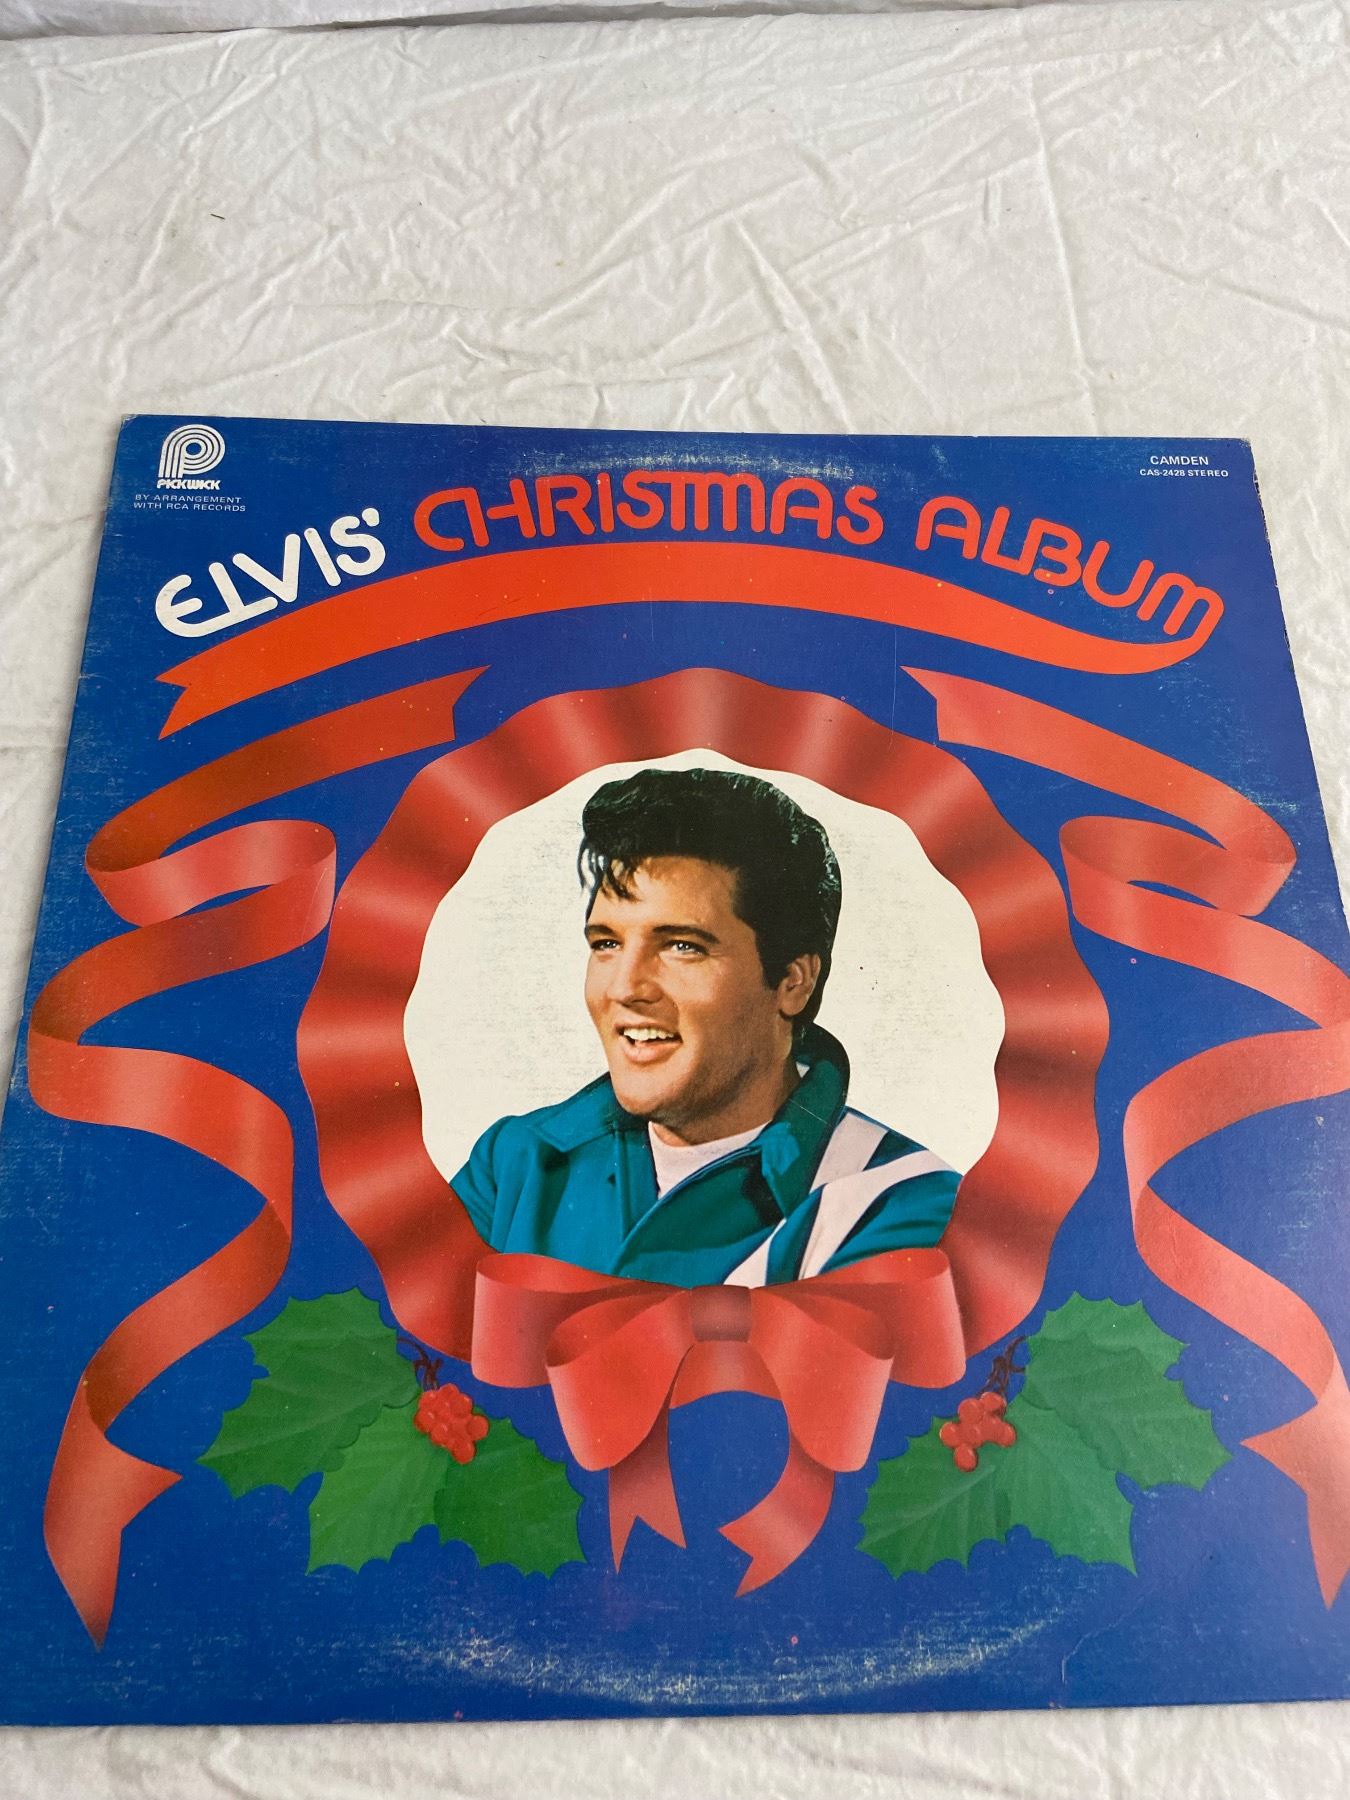 PICKWICK
BY ARRANGEMENT
WITH RCA RECORDS
CAMDEN
CAS-2428 STEREO
ELVIS' CHRISTMAS ALBUM